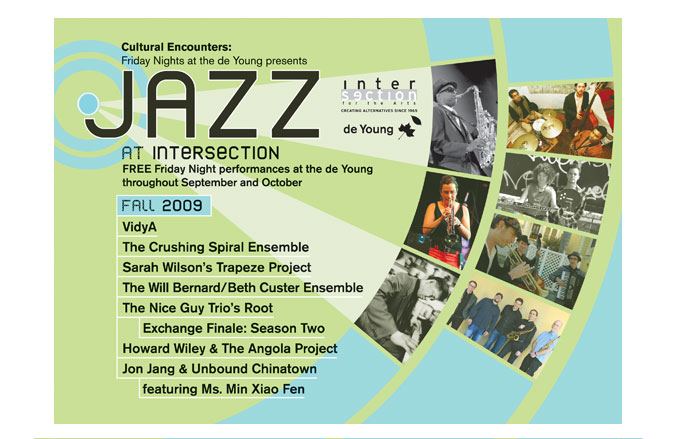 Cultural Encounters:
Friday Nights at the de Young presents
JAZZ
AT INTERSECTION
inter
section
for the Arts
CREATING ALTERNATIVES SINCE 1965
de Young
FREE Friday Night performances at the de Young
throughout September and October
FALL 2009
VidyA
The Crushing Spiral Ensemble
Sarah Wilson's Trapeze Project
The Will Bernard/Beth Custer Ensemble
The Nice Guy Trio's Root
Exchange Finale: Season Two
Howard Wiley & The Angola Project
Jon Jang & Unbound Chinatown
featuring Ms. Min Xiao Fen